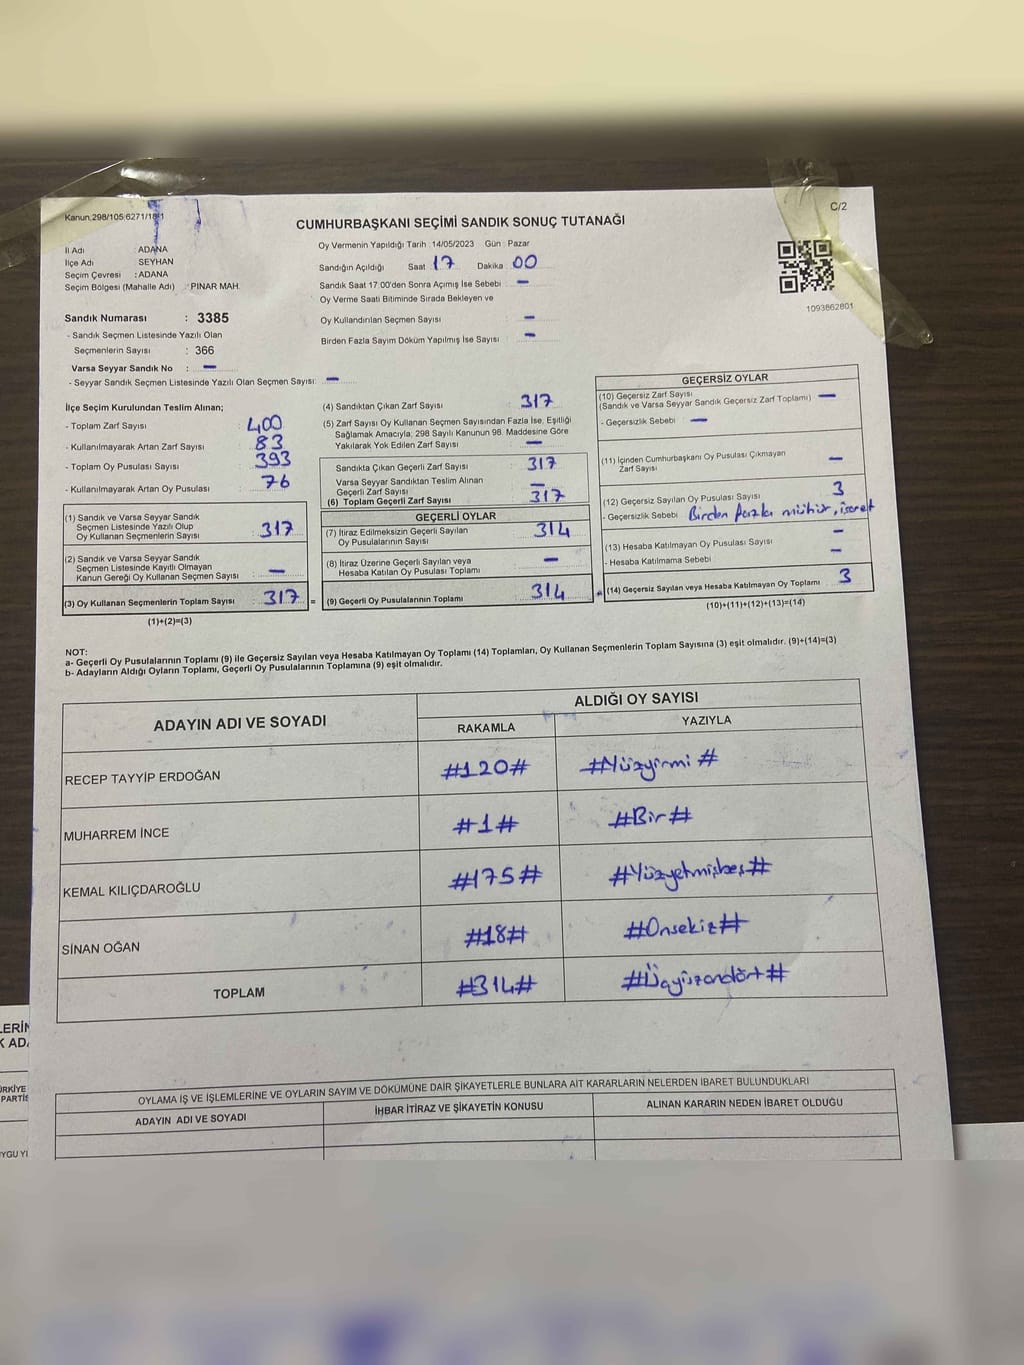 Kanun:298/105 6271/18-1
C/2
CUMHURBAŞKANI SEÇİMİ SANDIK SONUÇ TUTANAĞI
İl Adı : ADANA
İlçe Adı : SEYHAN
Seçim Çevresi : ADANA
Seçim Bölgesi (Mahalle Adı) : PINAR MAH.
Oy Vermenin Yapıldığı Tarih :14/05/2023 Gün : Pazar
Sandığın Açıldığı Saat 17 Dakika 00
Sandık Saat 17.00'den Sonra Açımış İse Sebebi : -
Oy Verme Saati Bitiminde Sırada Bekleyen ve
Oy Kullandırılan Seçmen Sayısı : -
Birden Fazla Sayım Döküm Yapılmış İse Sayısı : -
1093862801
Sandık Numarası : 3385
- Sandık Seçmen Listesinde Yazılı Olan
Seçmenlerin Sayısı : 366
Varsa Seyyar Sandık No : -
- Seyyar Sandık Seçmen Listesinde Yazılı Olan Seçmen Sayısı: -
İlçe Seçim Kurulundan Teslim Alınan;
- Toplam Zarf Sayısı : 400
- Kullanılmayarak Artan Zarf Sayısı : 83
- Toplam Oy Pusulası Sayısı : 393
- Kullanılmayarak Artan Oy Pusulası : 76
(1) Sandık ve Varsa Seyyar Sandık
Seçmen Listesinde Yazılı Olup
Oy Kullanan Seçmenlerin Sayısı : 317
(2) Sandık ve Varsa Seyyar Sandık
Seçmen Listesinde Kayıtlı Olmayan
Kanun Gereği Oy Kullanan Seçmen Sayısı : -
(3) Oy Kullanan Seçmenlerin Toplam Sayısı : 317 =
(1)+(2)=(3)
(4) Sandıktan Çıkan Zarf Sayısı : 317
(5) Zarf Sayısı Oy Kullanan Seçmen Sayısından Fazla İse, Eşitliği
Sağlamak Amacıyla, 298 Sayılı Kanunun 98. Maddesine Göre
Yakılarak Yok Edilen Zarf Sayısı : -
Sandıkta Çıkan Geçerli Zarf Sayısı : 317
Varsa Seyyar Sandıktan Teslim Alınan
Geçerli Zarf Sayısı : -
(6) Toplam Geçerli Zarf Sayısı : 317
GEÇERLİ OYLAR
(7) İtiraz Edilmeksizin Geçerli Sayılan
Oy Pusulalarının Sayısı : 314
(8) İtiraz Üzerine Geçerli Sayılan veya
Hesaba Katılan Oy Pusulası Toplamı : -
(9) Geçerli Oy Pusulalarının Toplamı : 314 +
GEÇERSİZ OYLAR
(10) Geçersiz Zarf Sayısı : -
(Sandık ve Varsa Seyyar Sandık Geçersiz Zarf Toplamı)
- Geçersizlik Sebebi : -
(11) İçinden Cumhurbaşkanı Oy Pusulası Çıkmayan
Zarf Sayısı : -
(12) Geçersiz Sayılan Oy Pusulası Sayısı : 3
- Geçersizlik Sebebi : Birden fazla mühür, işaret
(13) Hesaba Katılmayan Oy Pusulası Sayısı : -
- Hesaba Katılmama Sebebi : -
(14) Geçersiz Sayılan veya Hesaba Katılmayan Oy Toplamı : 3
(10)+(11)+(12)+(13)=(14)
NOT:
a- Geçerli Oy Pusulalarının Toplamı (9) ile Geçersiz Sayılan veya Hesaba Katılmayan Oy Toplamı (14) Toplamları, Oy Kullanan Seçmenlerin Toplam Sayısına (3) eşit olmalıdır. (9)+(14)=(3)
b- Adayların Aldığı Oyların Toplamı, Geçerli Oy Pusulalarının Toplamına (9) eşit olmalıdır.
ADAYIN ADI VE SOYADI
ALDIĞI OY SAYISI
RAKAMLA YAZIYLA
RECEP TAYYİP ERDOĞAN #120# #Yüzyirmi#
MUHARREM İNCE #1# #Bir#
KEMAL KILIÇDAROĞLU #175# #Yüzyetmişbeş#
SİNAN OĞAN #18# #Onsekiz#
TOPLAM #314# #Üçyüzondört#
OYLAMA İŞ VE İŞLEMLERİNE VE OYLARIN SAYIM VE DÖKÜMÜNE DAİR ŞİKAYETLERLE BUNLARA AİT KARARLARIN NELERDEN İBARET BULUNDUKLARI
ADAYIN ADI VE SOYADI
İHBAR İTİRAZ VE ŞİKAYETİN KONUSU
ALINAN KARARIN NEDEN İBARET OLDUĞU